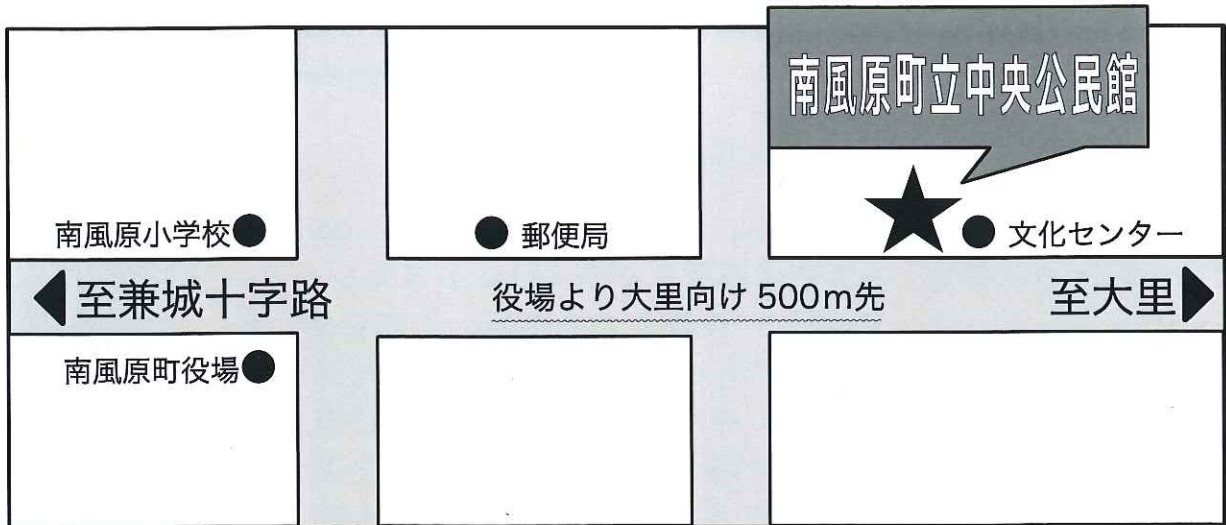 南風原町立中央公民館
南風原小学校
郵便局
文化センター
至兼城十字路
役場より大里向け500m先
至大里
南風原町役場